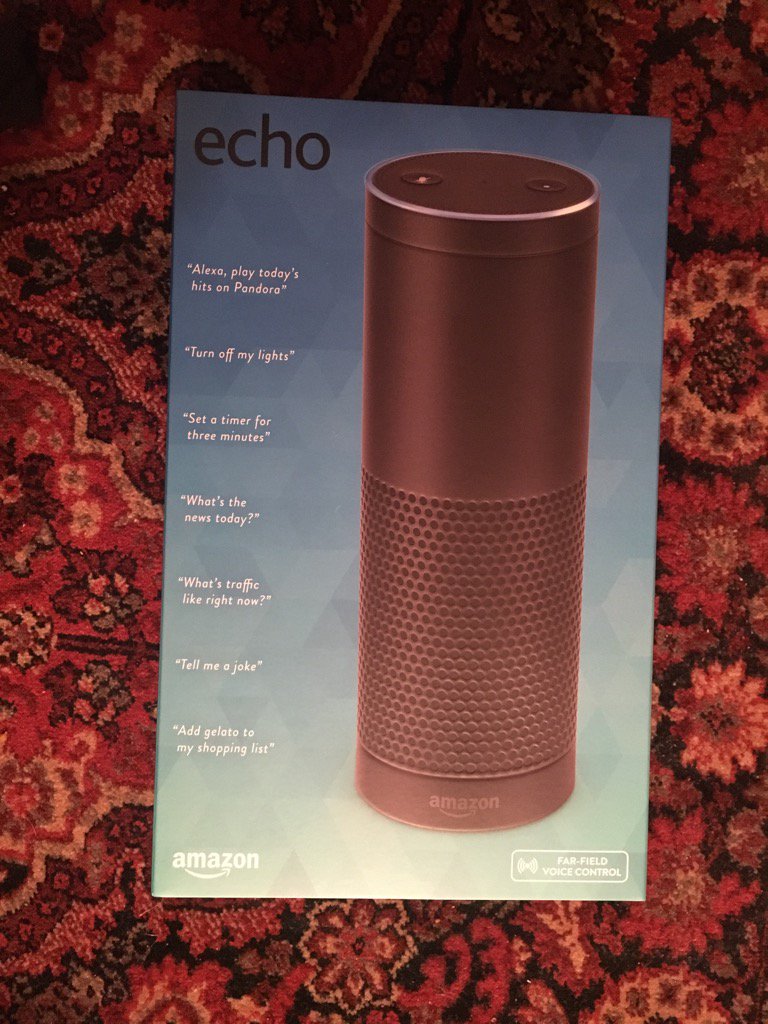 echo
“Alexa, play today’s
hits on Pandora”
“Turn off my lights”
“Set a timer for
three minutes”
“What’s the
news today?”
“What’s traffic
like right now?”
“Tell me a joke”
“Add gelato to
my shopping list”
amazon
amazon
FAR-FIELD
VOICE CONTROL